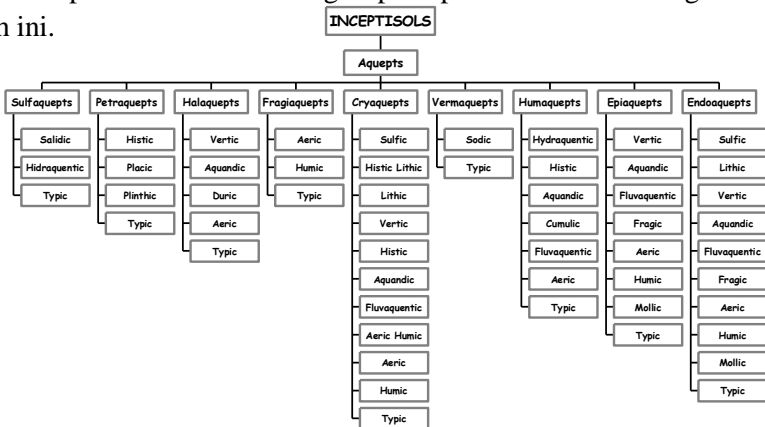 n ini.
INCEPTISOLS
Aquepts
Sulfaquepts Petraquepts Halaquepts Fragiaquepts Cryaquepts Vermaquepts Humaquepts Epiaquepts Endoaquepts
Salidic Histic Vertic Aeric Sulfic Sodic Hydraquentic Vertic Sulfic
Hidraquentic Placic Aquandic Humic Histic Lithic Typic Histic Aquandic Lithic
Typic Plinthic Duric Typic Lithic Aquandic Fluvaquentic Vertic
Typic Aeric Vertic Cumulic Fragic Aquandic
Typic Histic Fluvaquentic Aeric Fluvaquentic
Aquandic Aeric Humic Fragic
Fluvaquentic Typic Mollic Aeric
Aeric Humic Typic Humic
Aeric Mollic
Humic Typic
Typic